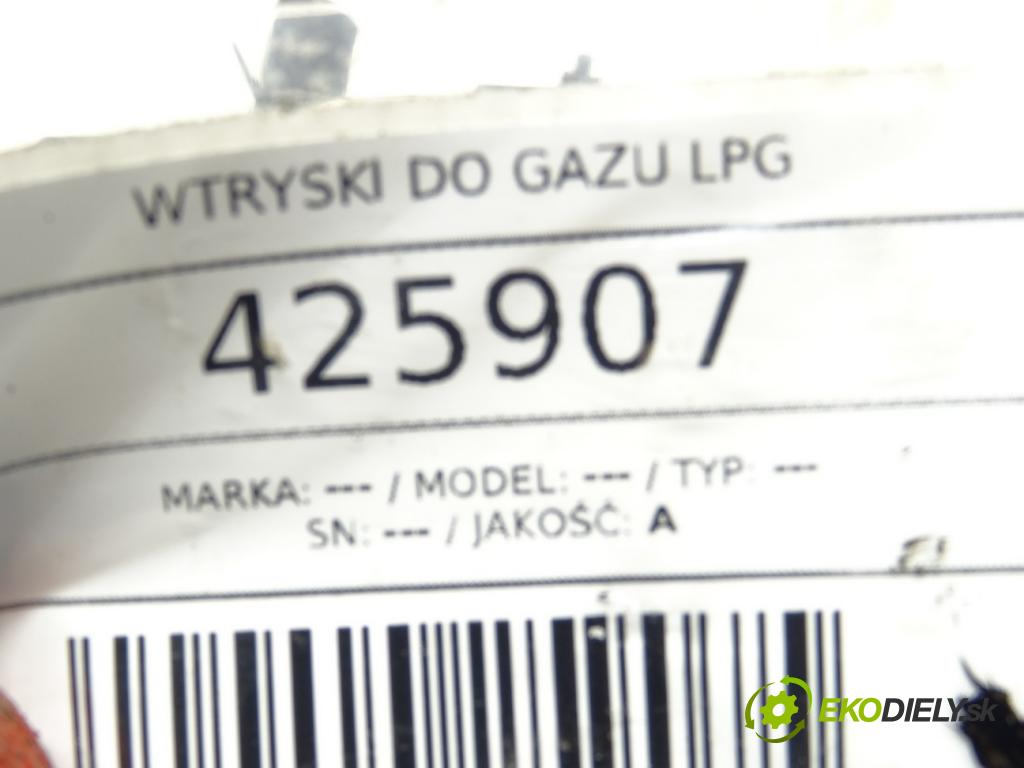 WTRYSKI DO GAZU LPG
425907
MARKA: --- / MODEL: --- / TYP: ---
SN: --- / JAKOŚĆ: A
EKODIELY.sk